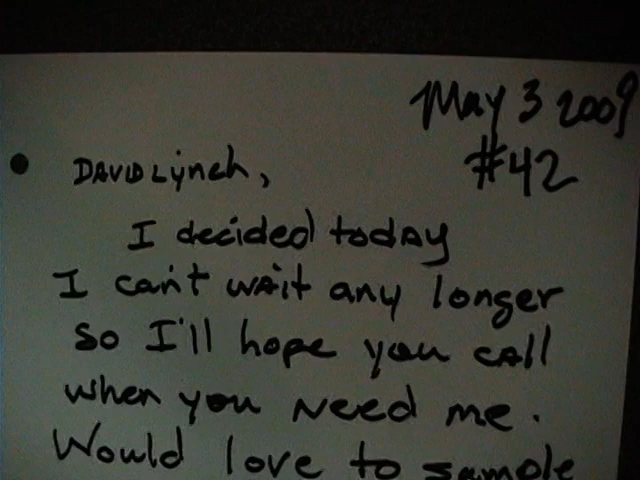 May 3 2009
#42
DAVID Lynch,
I decided today
I can't wait any longer
so I'll hope you call
when you need me.
Would love to sample